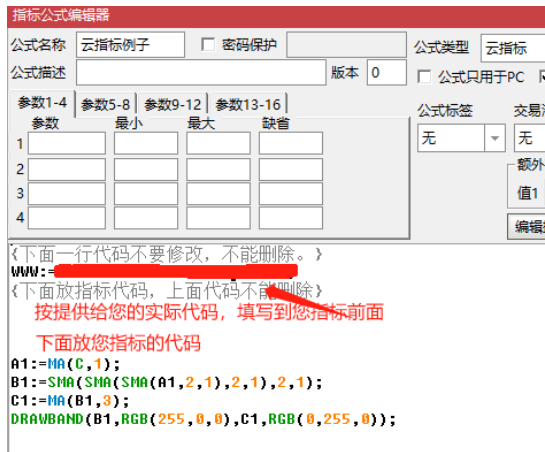 指标公式编辑器
公式名称 云指标例子 密码保护 公式类型 云指标
公式描述 版本 0 公式只用于PC
参数1-4 参数5-8 参数9-12 参数13-16 公式标签
参数 最小 最大 缺省 无 无
1
2 额外
3 值1
4
{下面一行代码不要修改，不能删除。}
WWW:=
{下面放指标代码，上面代码不能删除}
按提供给您的实际代码，填写到您指标前面
下面放您指标的代码
A1:=MA(C,1);
B1:=SMA(SMA(SMA(A1,2,1),2,1),2,1);
C1:=MA(B1,3);
DRAWBAND(B1,RGB(255,0,0),C1,RGB(0,255,0));